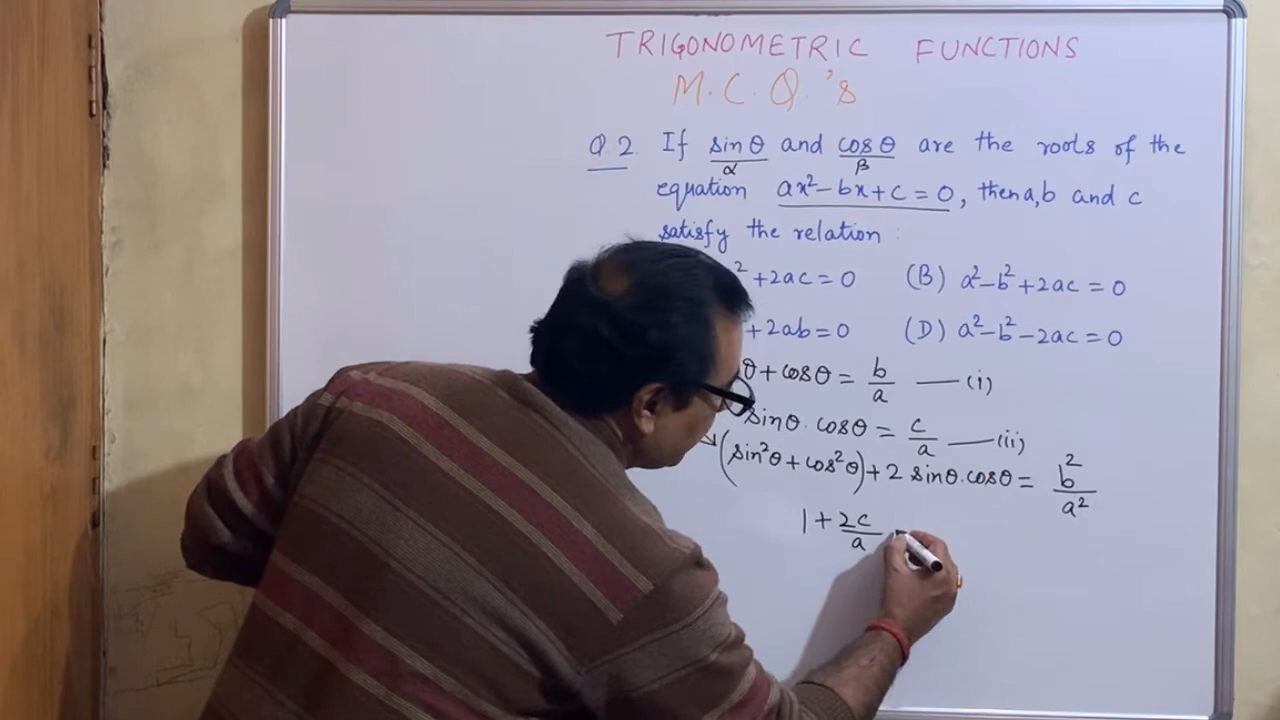 TRIGONOMETRIC FUNCTIONS
M.C.Q.'s
Q 2. If sinθ and cosθ are the roots of the
α β
equation ax²-bx+c=0, then a,b and c
satisfy the relation :
² +2ac = 0 (B) a²-b²+2ac = 0
+2ab=0 (D) a²-b²-2ac=0
θ+cosθ = b/a —(i)
sinθ.cosθ = c/a —(ii)
(sin²θ+cos²θ)+2 sinθ.cosθ = b²/a²
1+2c/a